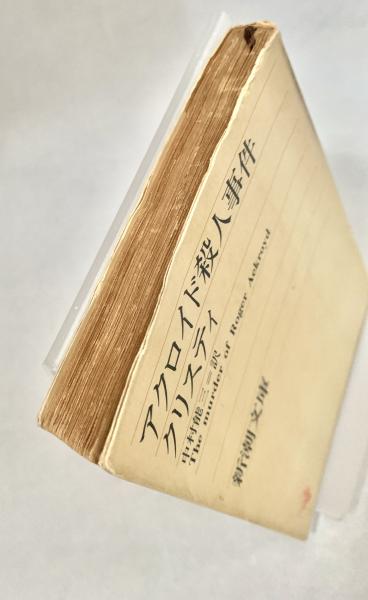 アクロイド殺人事件
クリスティ
中村能三＝訳
The murder of Roger Ackroyd
新潮文庫